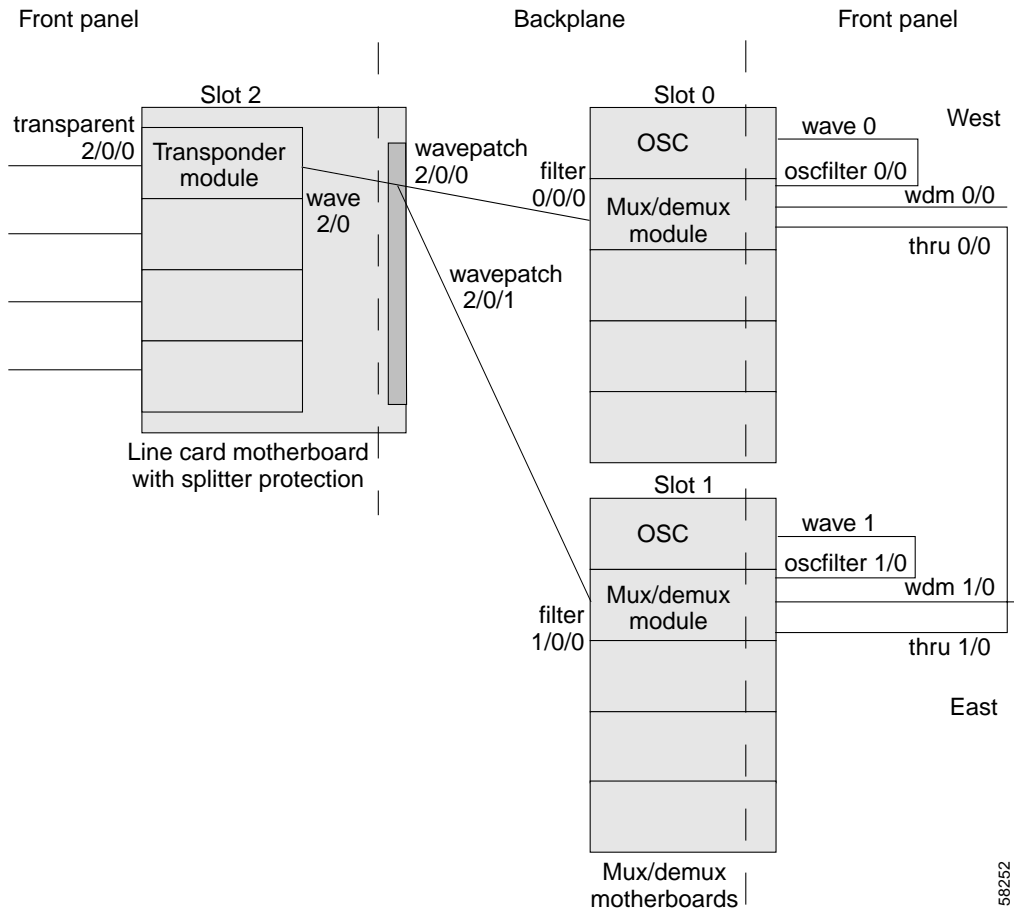 Front panel
Backplane
Front panel
Slot 2
Slot 0
transparent
2/0/0
Transponder
module
wave
2/0
wavepatch
2/0/0
filter
0/0/0
OSC
Mux/demux
module
wave 0
West
oscfilter 0/0
wdm 0/0
thru 0/0
wavepatch
2/0/1
Line card motherboard
with splitter protection
Slot 1
OSC
wave 1
oscfilter 1/0
filter
1/0/0
Mux/demux
module
wdm 1/0
thru 1/0
East
Mux/demux
motherboards
58252